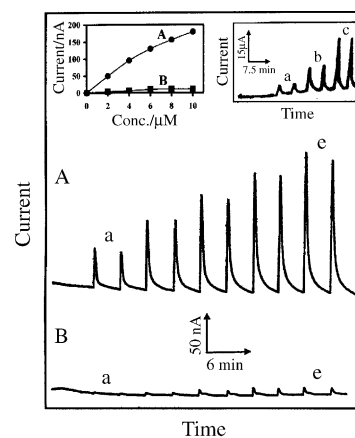 Current/nA
200
150
100
50
0
A
B
0 2 4 6 8 10
Conc./µM
Current
15µA
7.5 min
a
b
c
Time
Current
A
a
e
50 nA
6 min
B
a
e
Time